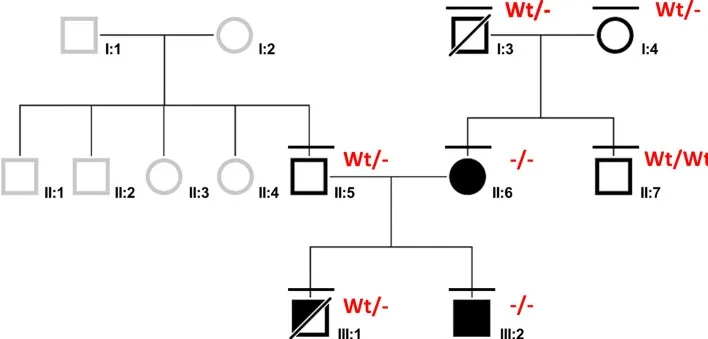 Wt/- Wt/-
I:1 I:2 I:3 I:4
Wt/- -/- Wt/Wt
II:1 II:2 II:3 II:4 II:5 II:6 II:7
Wt/- -/-
III:1 III:2